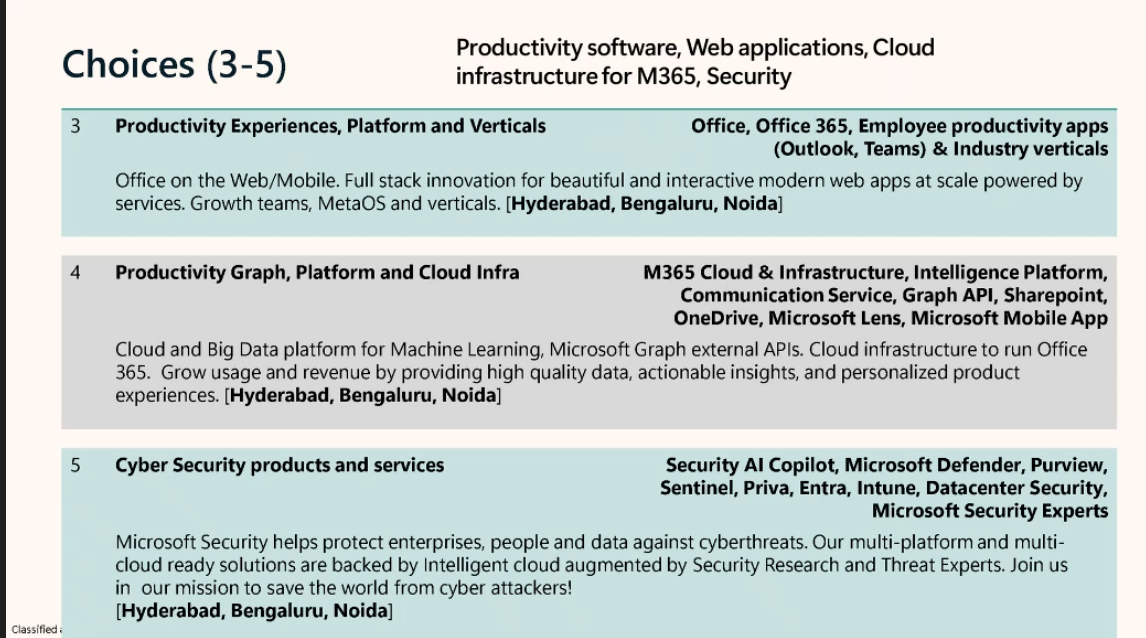 Choices (3-5)
Productivity software, Web applications, Cloud
infrastructure for M365, Security
3 Productivity Experiences, Platform and Verticals
Office, Office 365, Employee productivity apps
(Outlook, Teams) & Industry verticals
Office on the Web/Mobile. Full stack innovation for beautiful and interactive modern web apps at scale powered by
services. Growth teams, MetaOS and verticals. [Hyderabad, Bengaluru, Noida]
4 Productivity Graph, Platform and Cloud Infra
M365 Cloud & Infrastructure, Intelligence Platform,
Communication Service, Graph API, Sharepoint,
OneDrive, Microsoft Lens, Microsoft Mobile App
Cloud and Big Data platform for Machine Learning, Microsoft Graph external APIs. Cloud infrastructure to run Office
365. Grow usage and revenue by providing high quality data, actionable insights, and personalized product
experiences. [Hyderabad, Bengaluru, Noida]
5 Cyber Security products and services
Security AI Copilot, Microsoft Defender, Purview,
Sentinel, Priva, Entra, Intune, Datacenter Security,
Microsoft Security Experts
Microsoft Security helps protect enterprises, people and data against cyberthreats. Our multi-platform and multi-
cloud ready solutions are backed by Intelligent cloud augmented by Security Research and Threat Experts. Join us
in our mission to save the world from cyber attackers!
[Hyderabad, Bengaluru, Noida]
Classified